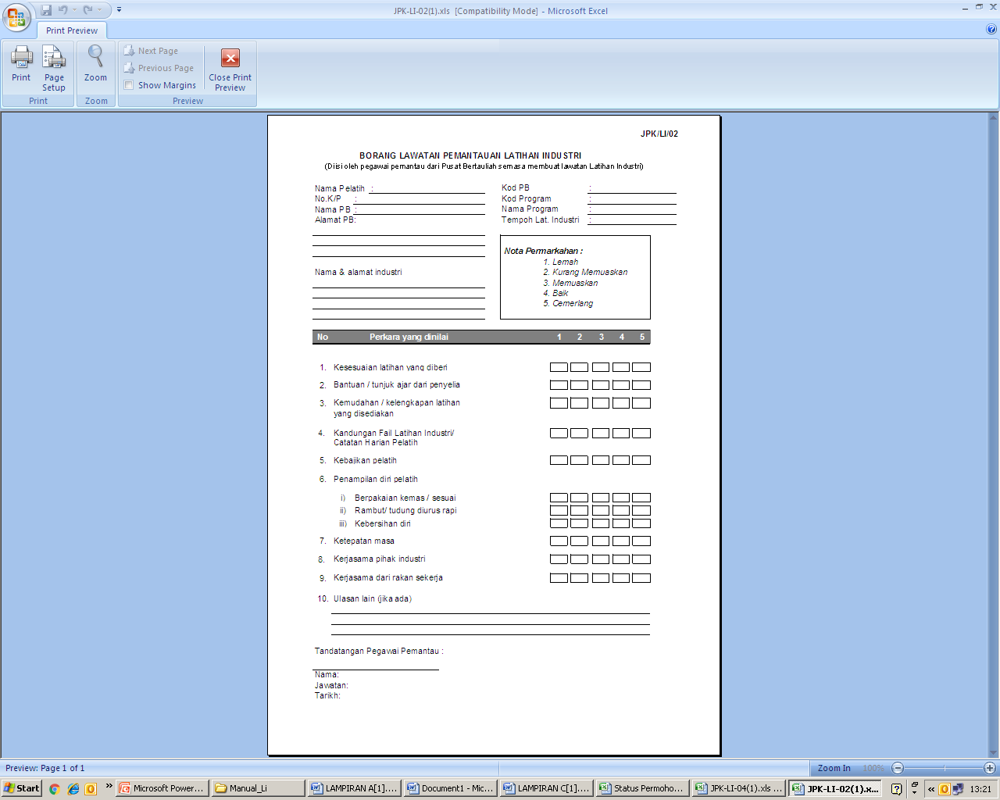 JPK-LI-02(1).xls [Compatibility Mode] - Microsoft Excel
Print Preview
Print
Page Setup
Zoom
Next Page
Previous Page
Show Margins
Close Print Preview
Print
Zoom
Preview
JPK/LI/02
BORANG LAWATAN PEMANTAUAN LATIHAN INDUSTRI
(Diisi oleh pegawai pemantau dari Pusat Bertauliah semasa membuat lawatan Latihan Industri)
Nama Pelatih :
No.K/P :
Nama PB :
Alamat PB:
Kod PB :
Kod Program :
Nama Program :
Tempoh Lat. Industri :
Nama & alamat industri
Nota Permarkahan :
1. Lemah
2. Kurang Memuaskan
3. Memuaskan
4. Baik
5. Cemerlang
No Perkara yang dinilai 1 2 3 4 5
1. Kesesuaian latihan yang diberi
2. Bantuan / tunjuk ajar dari penyelia
3. Kemudahan / kelengkapan latihan
yang disediakan
4. Kandungan Fail Latihan Industri/
Catatan Harian Pelatih
5. Kebajikan pelatih
6. Penampilan diri pelatih
i) Berpakaian kemas / sesuai
ii) Rambut/ tudung diurus rapi
iii) Kebersihan diri
7. Ketepatan masa
8. Kerjasama pihak industri
9. Kerjasama dari rakan sekerja
10. Ulasan lain (jika ada)
Tandatangan Pegawai Pemantau :
Nama:
Jawatan:
Tarikh:
Preview: Page 1 of 1
Zoom In 100%
Start
Microsoft Power...
Manual_Li
LAMPIRAN A[1]....
Document1 - Mic...
LAMPIRAN C[1]....
Status Permoho...
JPK-LI-04(1).xls ...
JPK-LI-02(1).x...
13:21